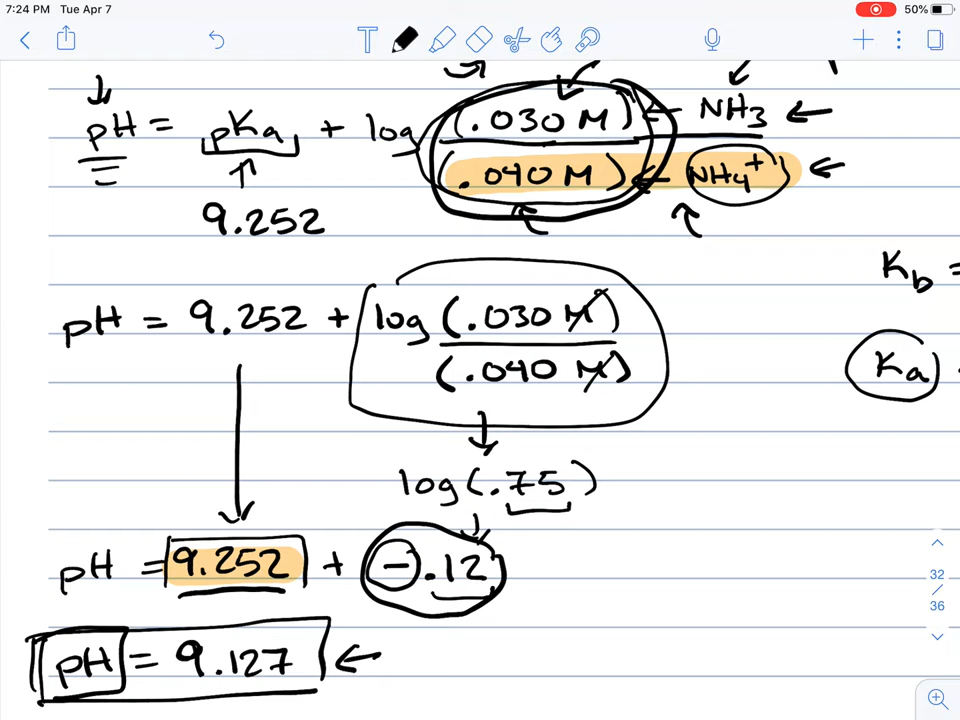 7:24 PM Tue Apr 7 50%
T
pH = pKa + log (.030 M) ← NH3 ←
(.040 M) ← NH4+ ←
9.252
Kb =
pH = 9.252 + log (.030 M)
(.040 M)
Ka
log(.75)
pH = 9.252 + -.12
32
/
36
pH = 9.127 ←